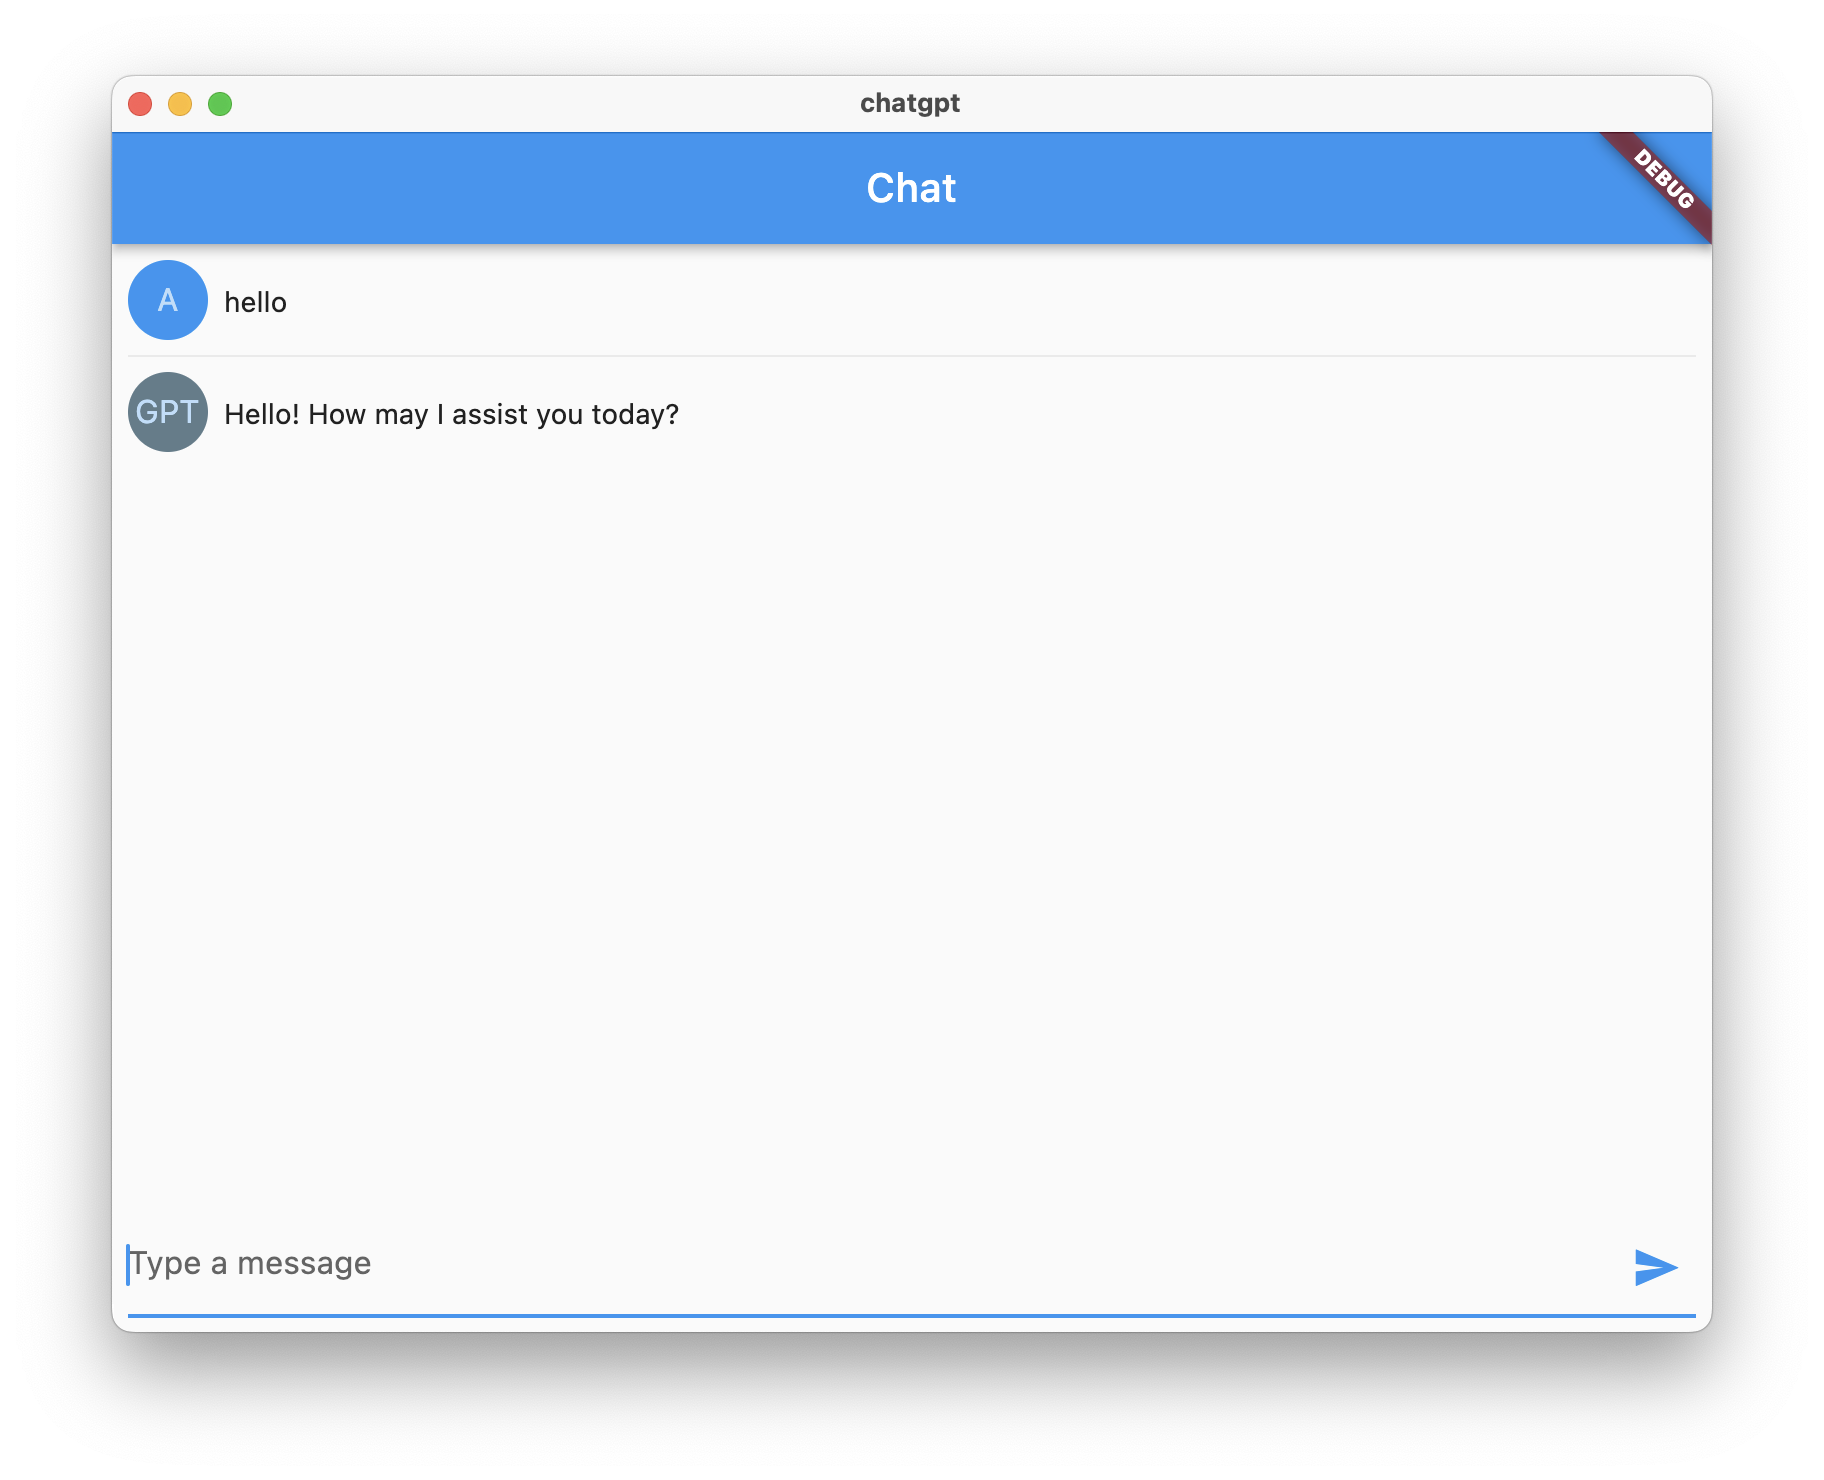 chatgpt
Chat
DEBUG
A
hello
GPT
Hello! How may I assist you today?
Type a message